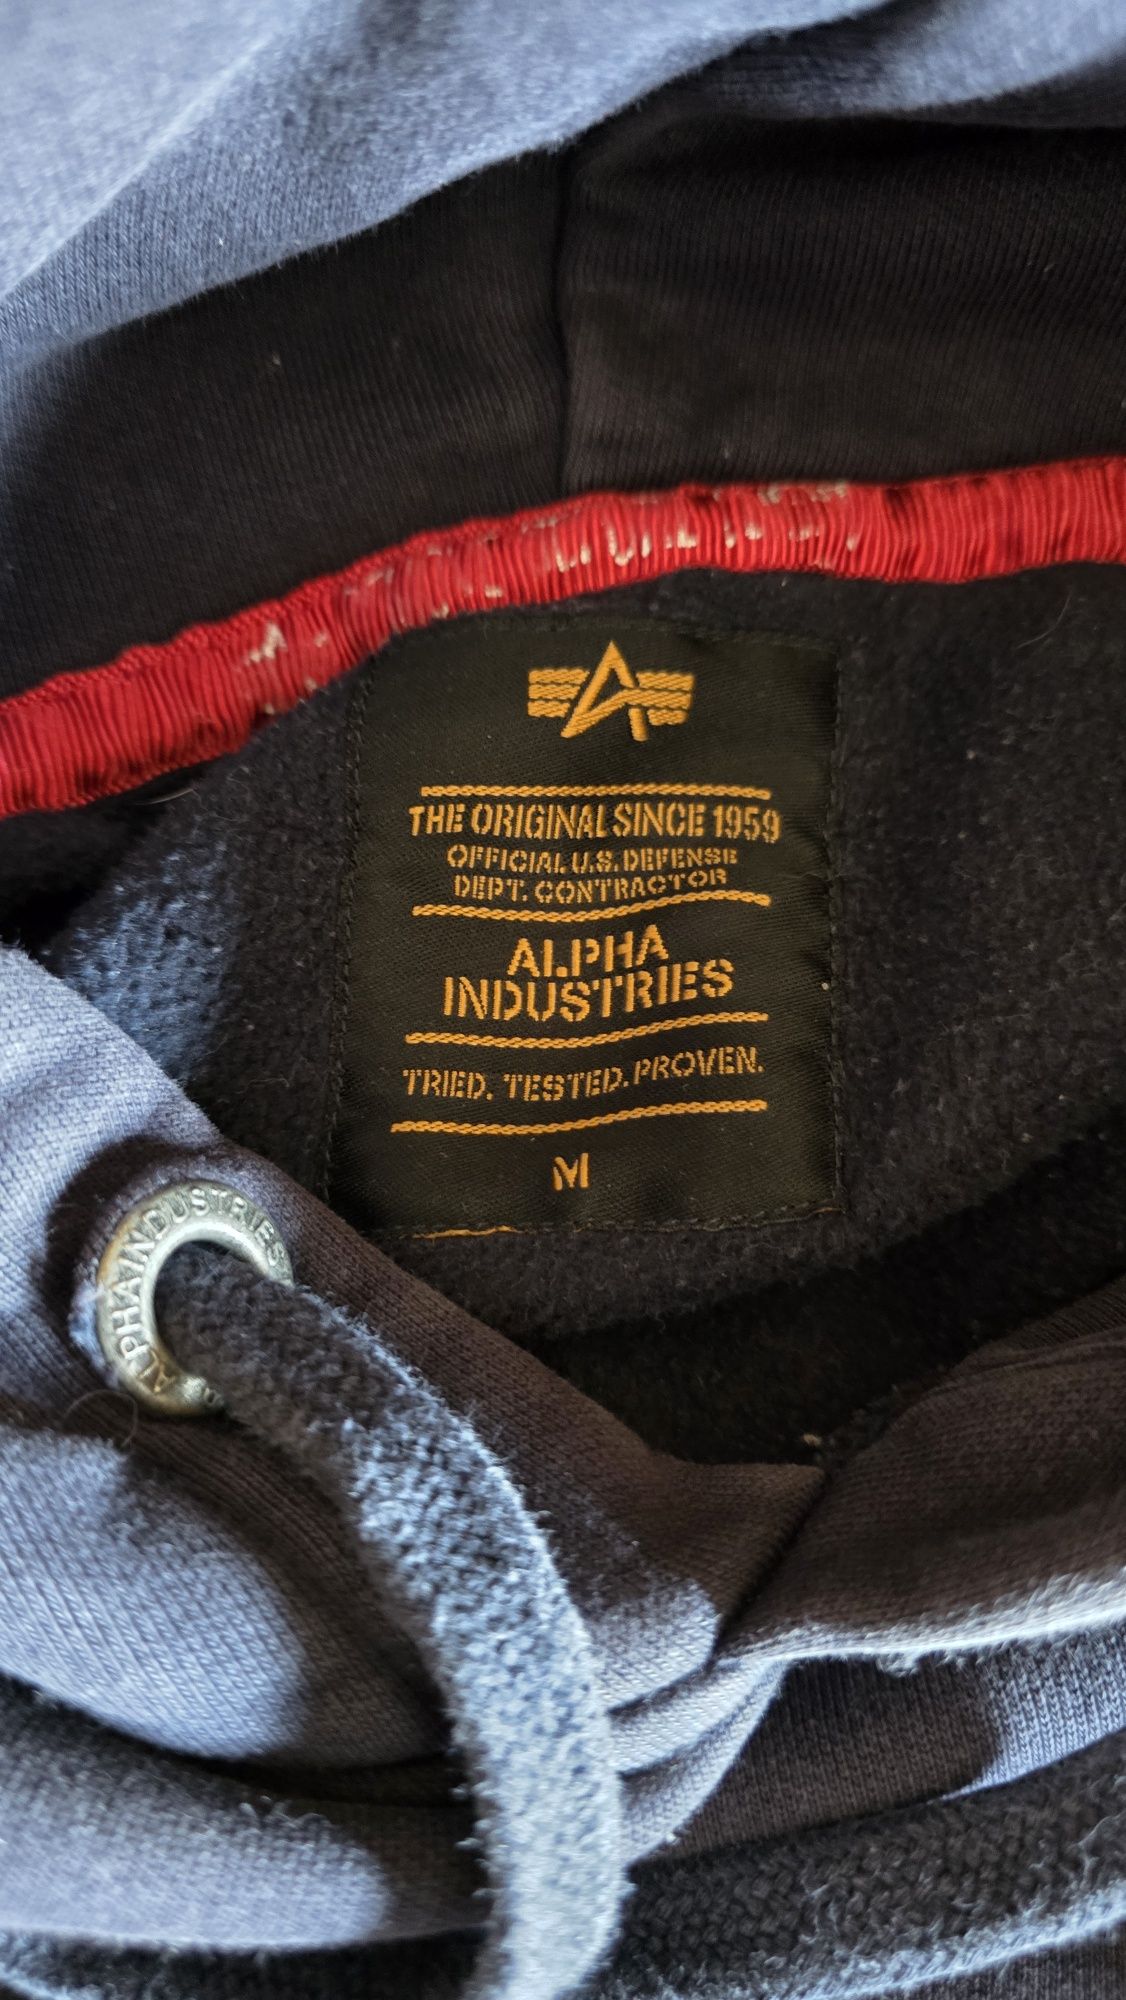 THE ORIGINAL SINCE 1959
OFFICIAL U.S. DEFENSE
DEPT. CONTRACTOR
ALPHA
INDUSTRIES
TRIED. TESTED. PROVEN.
M
ALPHA INDUSTRIES